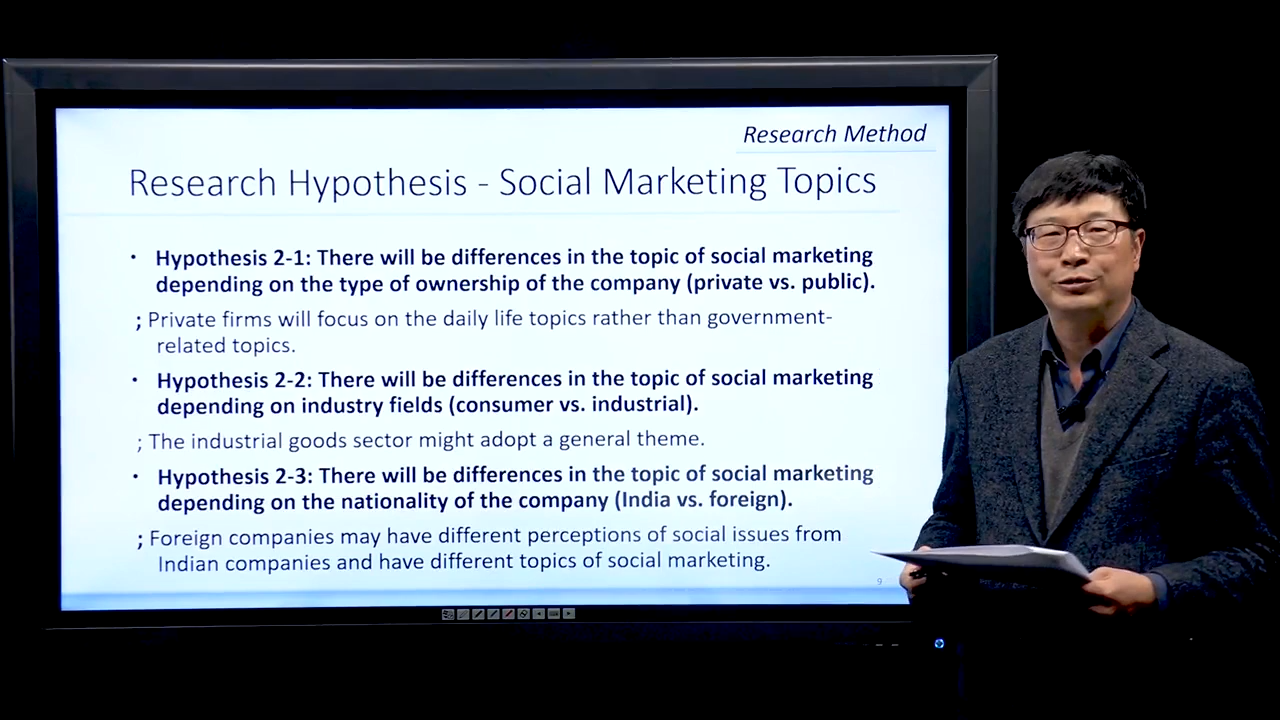 Research Method
Research Hypothesis - Social Marketing Topics
• Hypothesis 2-1: There will be differences in the topic of social marketing
depending on the type of ownership of the company (private vs. public).
; Private firms will focus on the daily life topics rather than government-
related topics.
• Hypothesis 2-2: There will be differences in the topic of social marketing
depending on industry fields (consumer vs. industrial).
; The industrial goods sector might adopt a general theme.
• Hypothesis 2-3: There will be differences in the topic of social marketing
depending on the nationality of the company (India vs. foreign).
; Foreign companies may have different perceptions of social issues from
Indian companies and have different topics of social marketing.
9